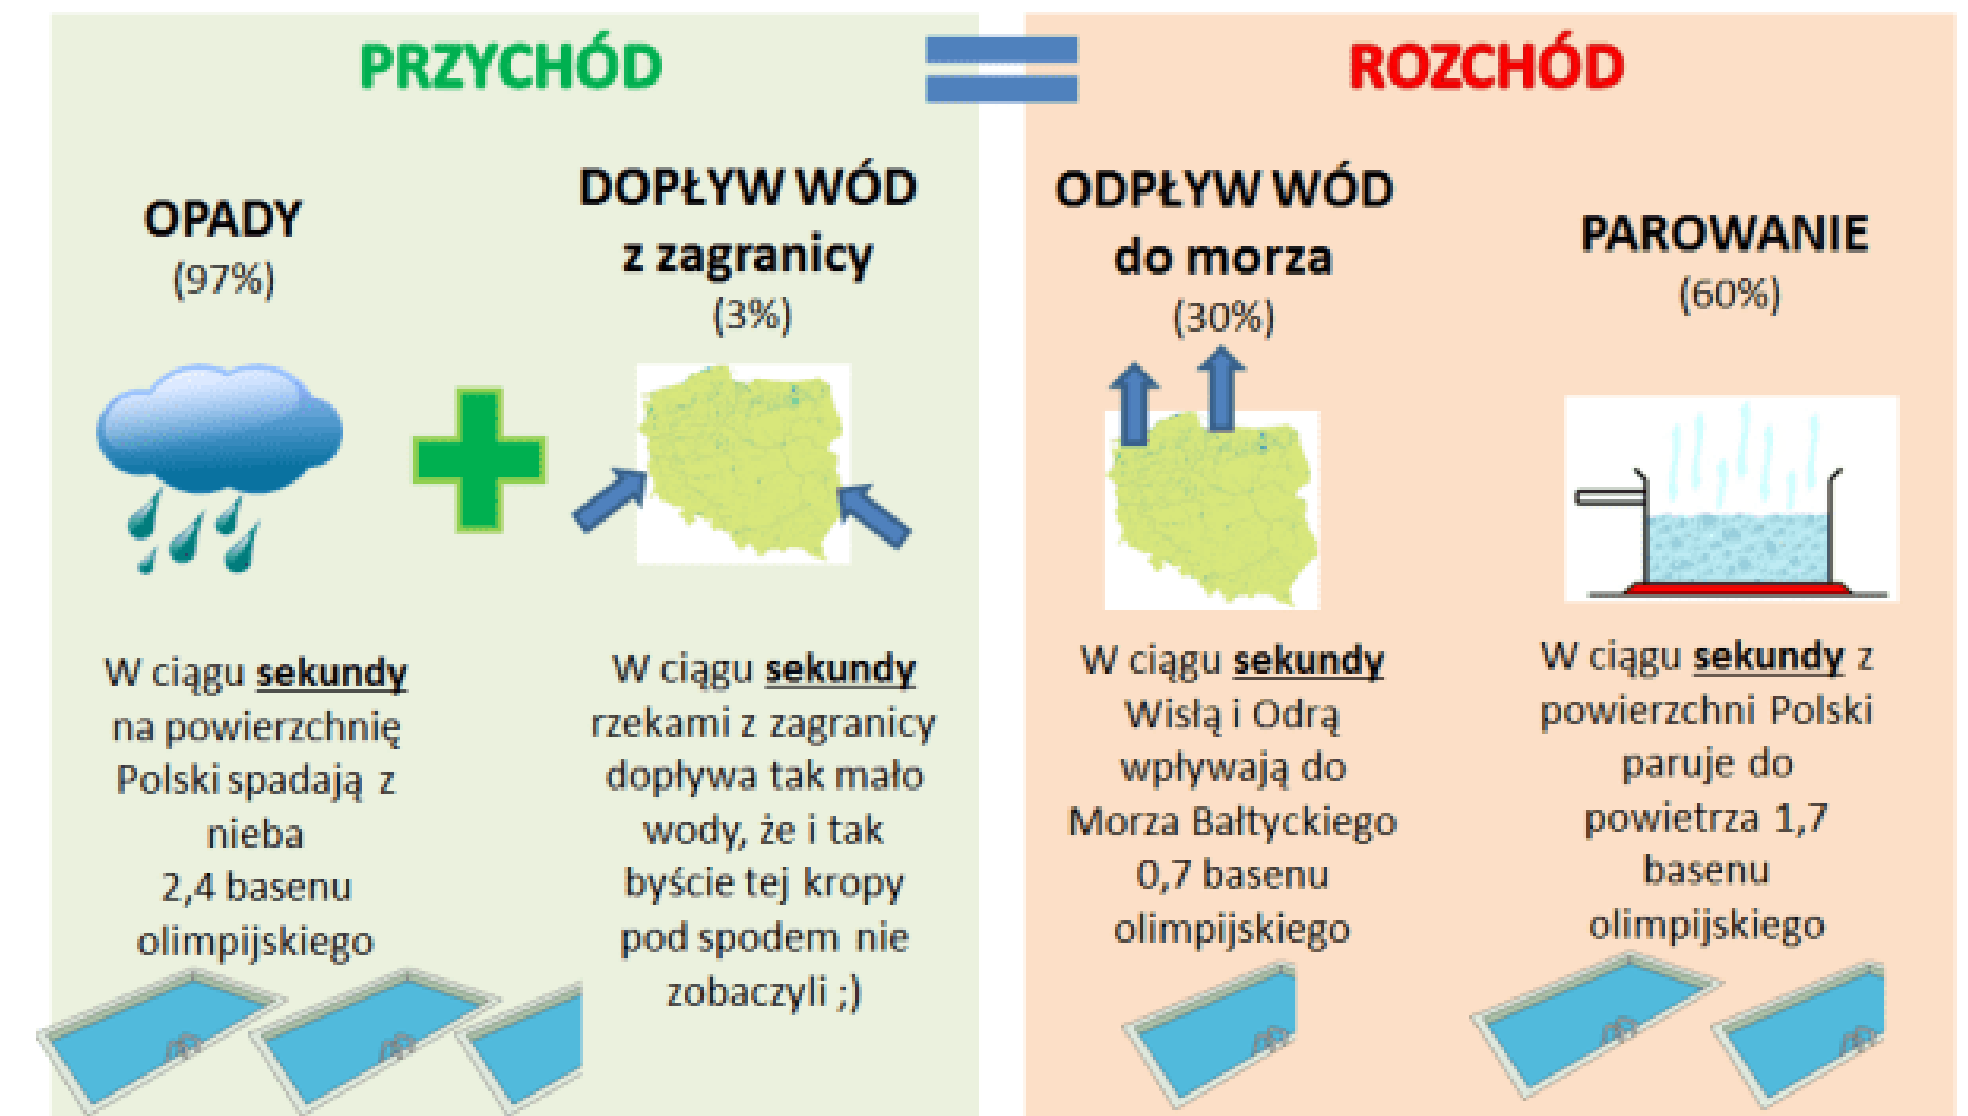 PRZYCHÓD
=
ROZCHÓD
OPADY
(97%)
DOPŁYW WÓD
z zagranicy
(3%)
ODPŁYW WÓD
do morza
(30%)
PAROWANIE
(60%)
W ciągu sekundy
na powierzchnię
Polski spadają z
nieba
2,4 basenu
olimpijskiego
W ciągu sekundy
rzekami z zagranicy
dopływa tak mało
wody, że i tak
byście tej kropy
pod spodem nie
zobaczyli ;)
W ciągu sekundy
Wisłą i Odrą
wpływają do
Morza Bałtyckiego
0,7 basenu
olimpijskiego
W ciągu sekundy z
powierzchni Polski
paruje do
powietrza 1,7
basenu
olimpijskiego